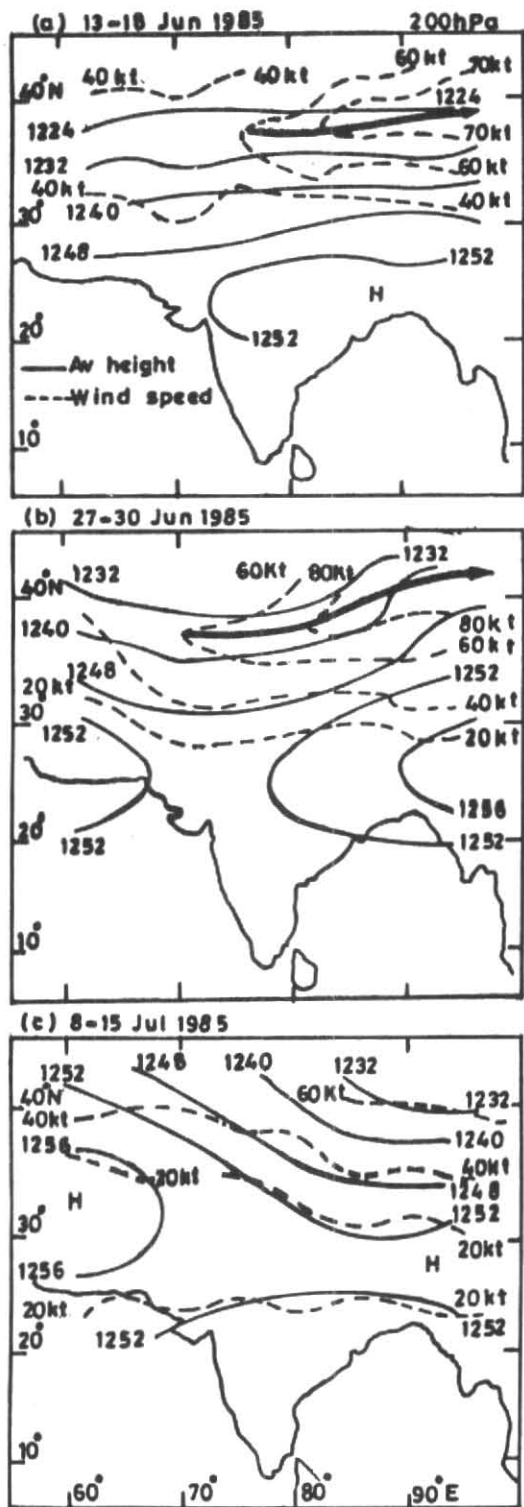 (a) 13-18 Jun 1985 200hPa
60kt
40kt 40kt 70kt
40°N
1224
1224
70kt
1232
60kt
40kt
1240 40kt
30°
1248
1252
H
20°
1252
Av height
Wind speed
10°
(b) 27-30 Jun 1985
1232
1232 60Kt 80Kt
40°N
1240 80Kt
60kt
1248 1252
20kt
40kt
30
1252 20kt
1256
20°
1252
1252
10°
(c) 8-15 Jul 1985
1248 1240 1232
1252
60Kt
40°N 1232
40kt
1240
1256
20kt 40kt
1248
H 1252
30°
20kt
H
1256
20kt
20kt
1252
20° 1252
10°
60° 70° 80° 90°E